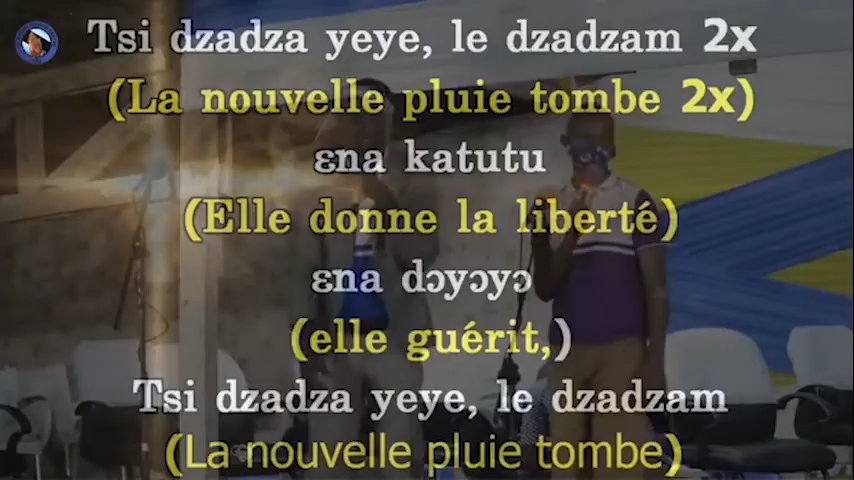 Tsi dzadza yeye, le dzadzam 2x
(La nouvelle pluie tombe 2x)
ɛna katutu
(Elle donne la liberté)
ɛna dɔyɔyɔ
(elle guérit,)
Tsi dzadza yeye, le dzadzam
(La nouvelle pluie tombe)